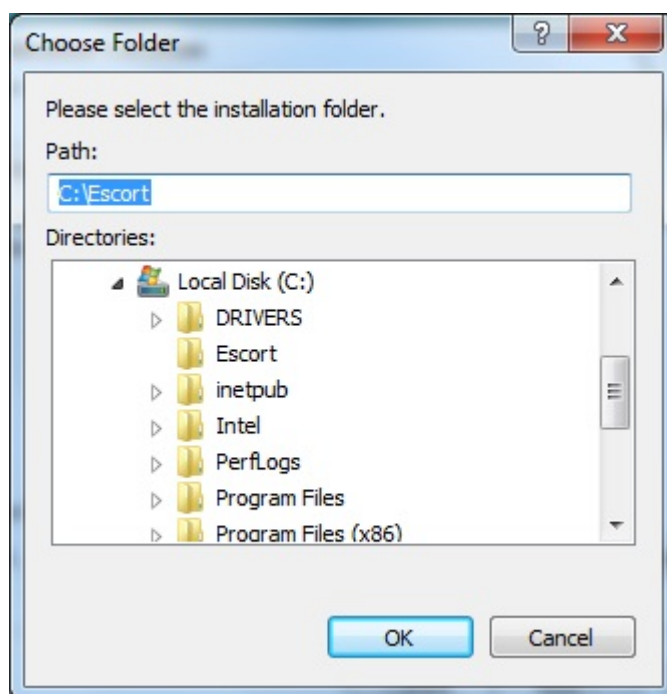 Choose Folder
Please select the installation folder.
Path:
C:\Escort
Directories:
Local Disk (C:)
DRIVERS
Escort
inetpub
Intel
PerfLogs
Program Files
Program Files (x86)
OK Cancel